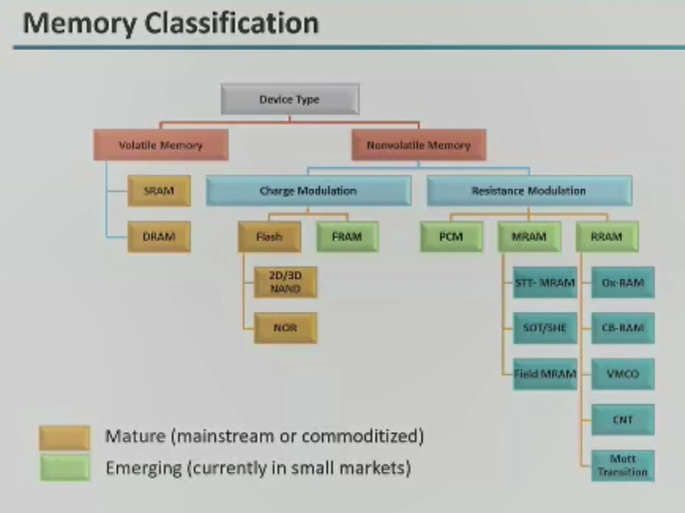 Memory Classification
Device Type
Volatile Memory
Nonvolatile Memory
SRAM
Charge Modulation
Resistance Modulation
DRAM
Flash
FRAM
PCM
MRAM
RRAM
2D/3D
NAND
STT- MRAM
Ox-RAM
NOR
SOT/SHE
CB-RAM
Field MRAM
VMCO
CNT
Mott
Transition
Mature (mainstream or commoditized)
Emerging (currently in small markets)